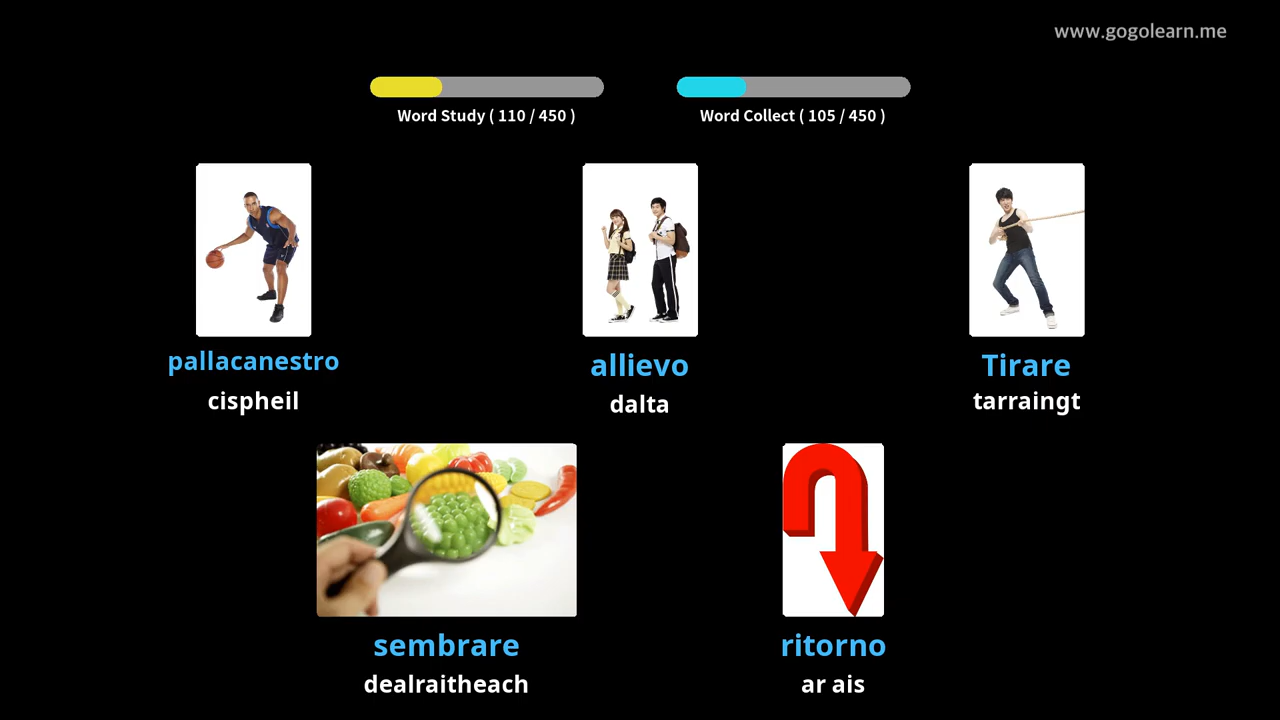 www.gogolearn.me
Word Study ( 110 / 450 )
Word Collect ( 105 / 450 )
pallacanestro
cispheil
allievo
dalta
Tirare
tarraingt
sembrare
dealraitheach
ritorno
ar ais